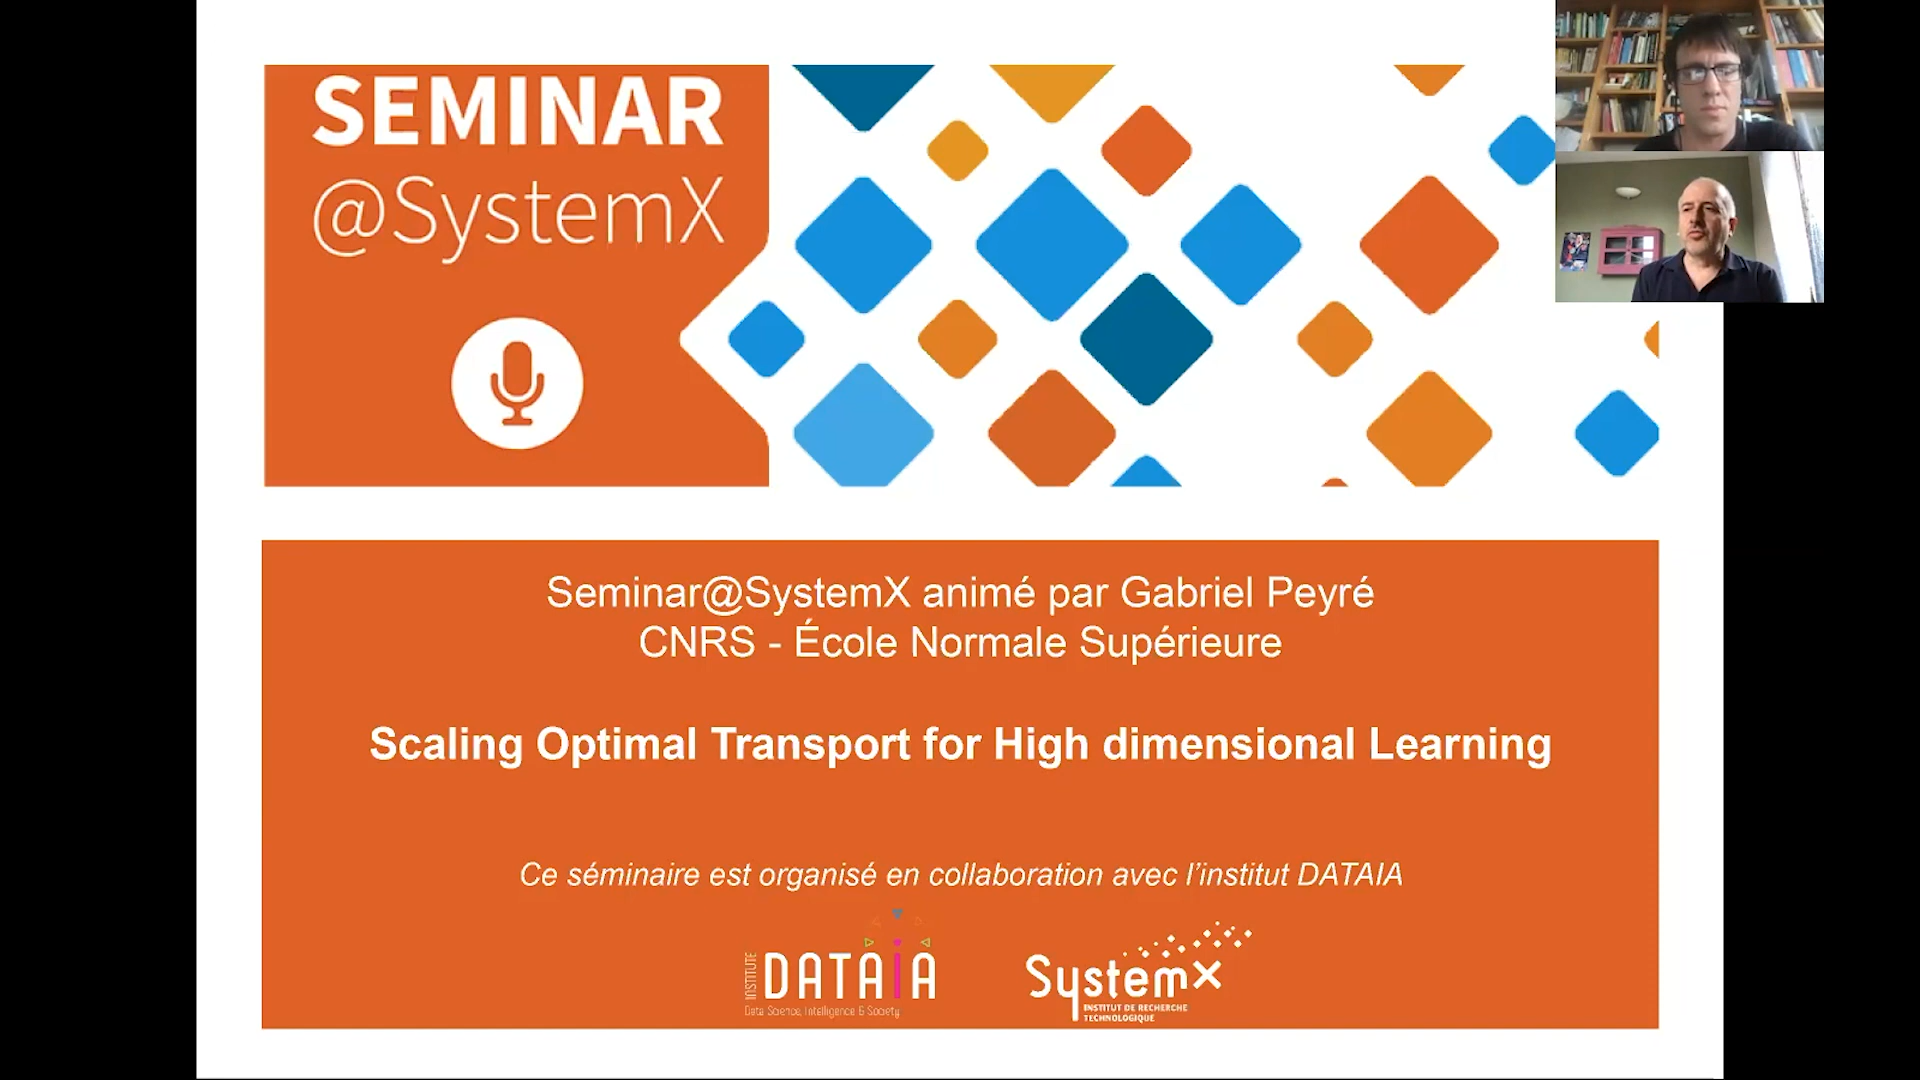 SEMINAR
@SystemX
Seminar@SystemX animé par Gabriel Peyré
CNRS - École Normale Supérieure
Scaling Optimal Transport for High dimensional Learning
Ce séminaire est organisé en collaboration avec l’institut DATAIA
INSTITUTE
DATAiA
Data Science, Intelligence & Society
SystemX
INSTITUT DE RECHERCHE
TECHNOLOGIQUE